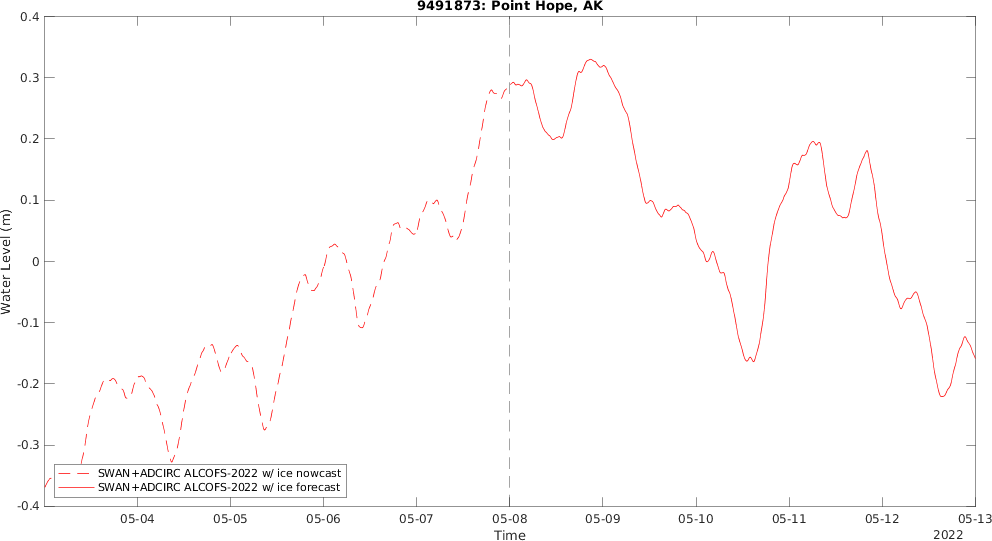 9491873: Point Hope, AK
0.4
0.3
0.2
0.1
0
-0.1
-0.2
-0.3
-0.4
Water Level (m)
SWAN+ADCIRC ALCOFS-2022 w/ ice nowcast
SWAN+ADCIRC ALCOFS-2022 w/ ice forecast
05-04 05-05 05-06 05-07 05-08 05-09 05-10 05-11 05-12 05-13
Time
2022